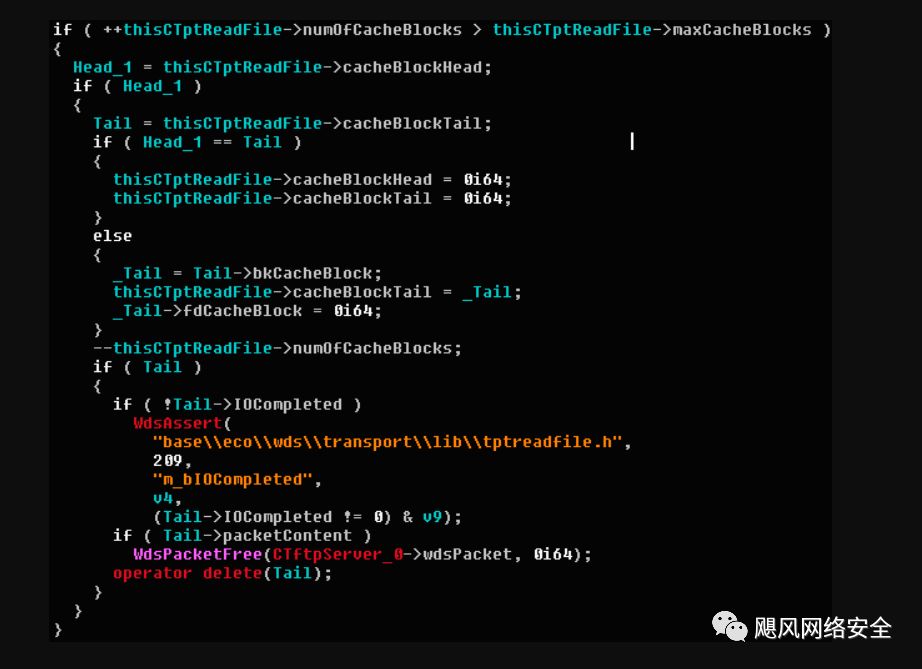 if ( ++thisCTptReadFile->numOfCacheBlocks > thisCTptReadFile->maxCacheBlocks )
{
  Head_1 = thisCTptReadFile->cacheBlockHead;
  if ( Head_1 )
  {
    Tail = thisCTptReadFile->cacheBlockTail;
    if ( Head_1 == Tail )
    {
      thisCTptReadFile->cacheBlockHead = 0i64;
      thisCTptReadFile->cacheBlockTail = 0i64;
    }
    else
    {
      _Tail = Tail->bkCacheBlock;
      thisCTptReadFile->cacheBlockTail = _Tail;
      _Tail->fdCacheBlock = 0i64;
    }
    --thisCTptReadFile->numOfCacheBlocks;
    if ( Tail )
    {
      if ( !Tail->IOCompleted )
        WdsAssert(
          "base\\eco\\wds\\transport\\lib\\tptreadfile.h",
          209,
          "m_bIOCompleted",
          v4,
          (Tail->IOCompleted != 0) & v9);
      if ( Tail->packetContent )
        WdsPacketFree(CTftpServer_0->wdsPacket, 0i64);
      operator delete(Tail);
    }
  }
}
飓风网络安全